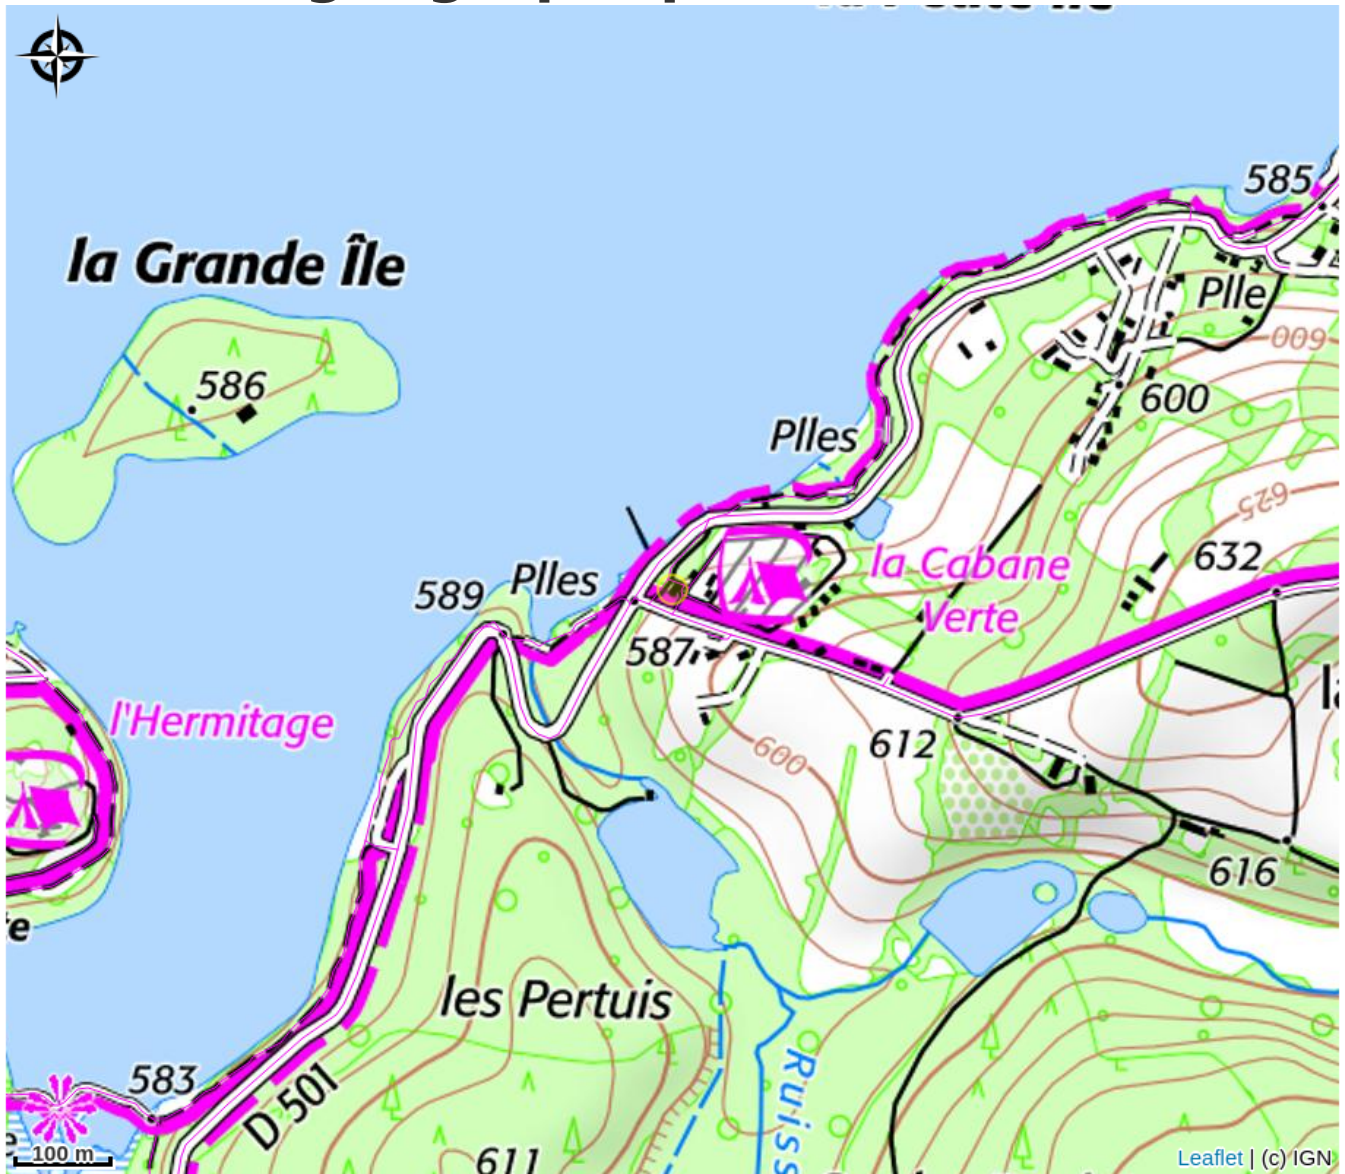 585
la Grande Île
Plle
600
586
600
Plles
625
la Cabane
Verte
632
589
Plles
587
l'Hermitage
612
600
616
les Pertuis
Ruiss
583
D 501
611
100 m
Leaflet | (c) IGN